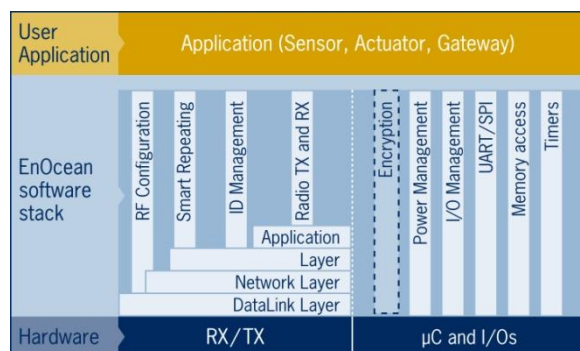 User
Application
Application (Sensor, Actuator, Gateway)
EnOcean
software
stack
RF Configuration
Smart Repeating
ID Management
Radio TX and RX
Application
Layer
Network Layer
DataLink Layer
Encryption
Power Management
I/O Management
UART/SPI
Memory access
Timers
Hardware
RX/TX
µC and I/Os